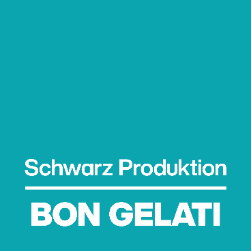 Schwarz Produktion
BON GELATI